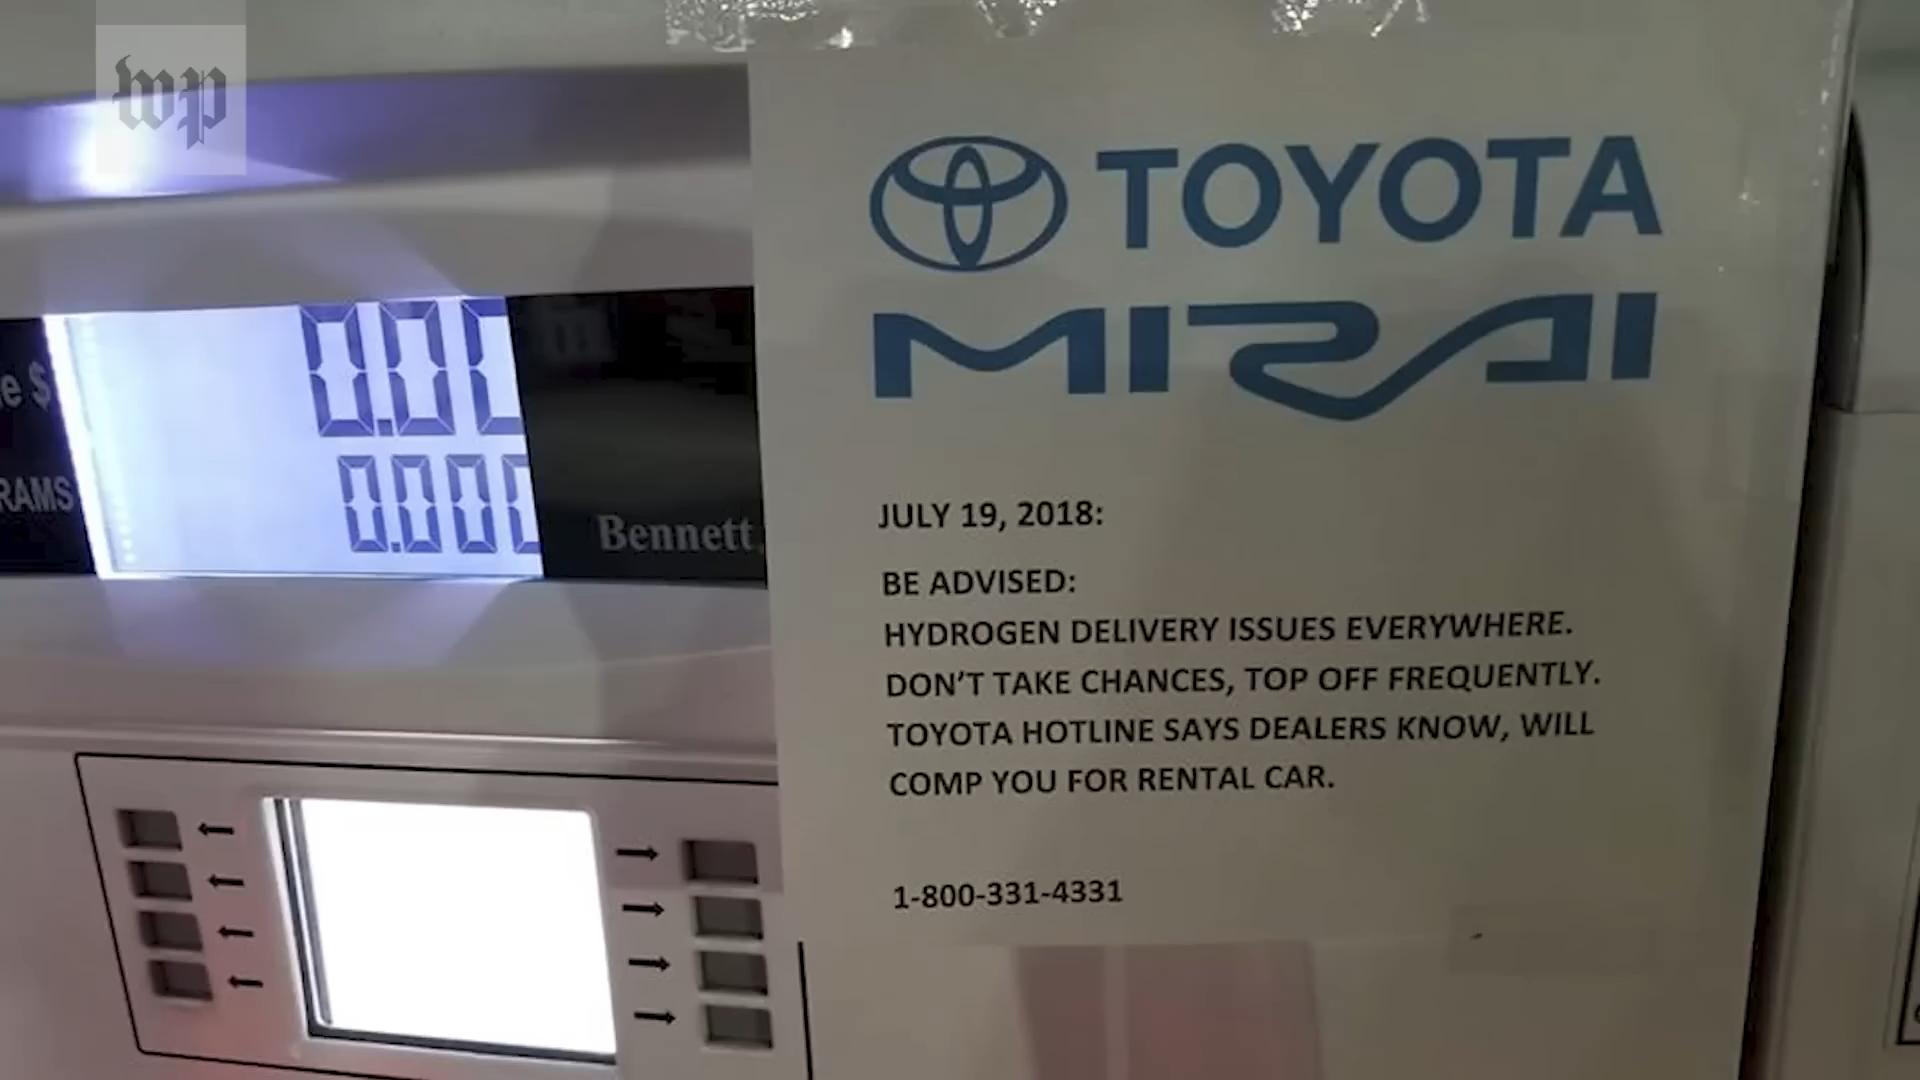 wp
TOYOTA
MIRAI
0.00
0.000
Bennett
JULY 19, 2018:
BE ADVISED:
HYDROGEN DELIVERY ISSUES EVERYWHERE.
DON'T TAKE CHANCES, TOP OFF FREQUENTLY.
TOYOTA HOTLINE SAYS DEALERS KNOW, WILL
COMP YOU FOR RENTAL CAR.
1-800-331-4331